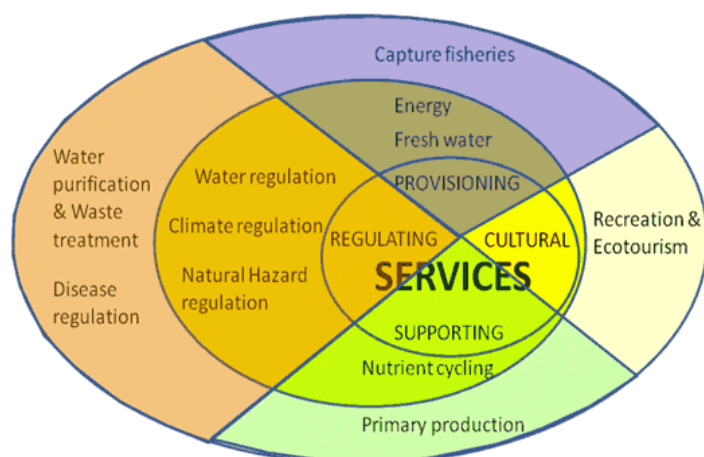 Capture fisheries
Energy
Fresh water
PROVISIONING
Water
purification
& Waste
treatment
Disease
regulation
Water regulation
Climate regulation
Natural Hazard
regulation
REGULATING
CULTURAL
Recreation &
Ecotourism
SERVICES
SUPPORTING
Nutrient cycling
Primary production